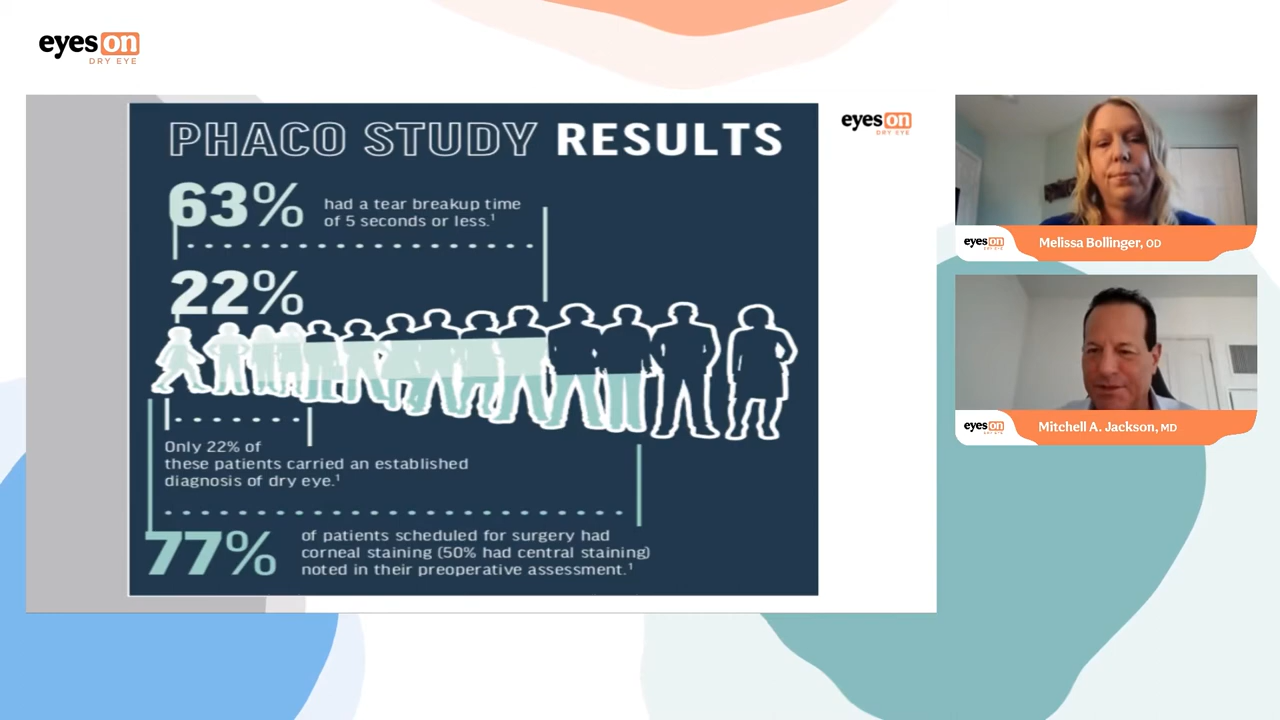 eyes on
DRY EYE
PHACO STUDY RESULTS
eyes on
DRY EYE
63%
had a tear breakup time
of 5 seconds or less.¹
22%
Only 22% of
these patients carried an established
diagnosis of dry eye.¹
77%
of patients scheduled for surgery had
corneal staining (50% had central staining)
noted in their preoperative assessment.¹
eyes on
DRY EYE
Melissa Bollinger, OD
eyes on
DRY EYE
Mitchell A. Jackson, MD